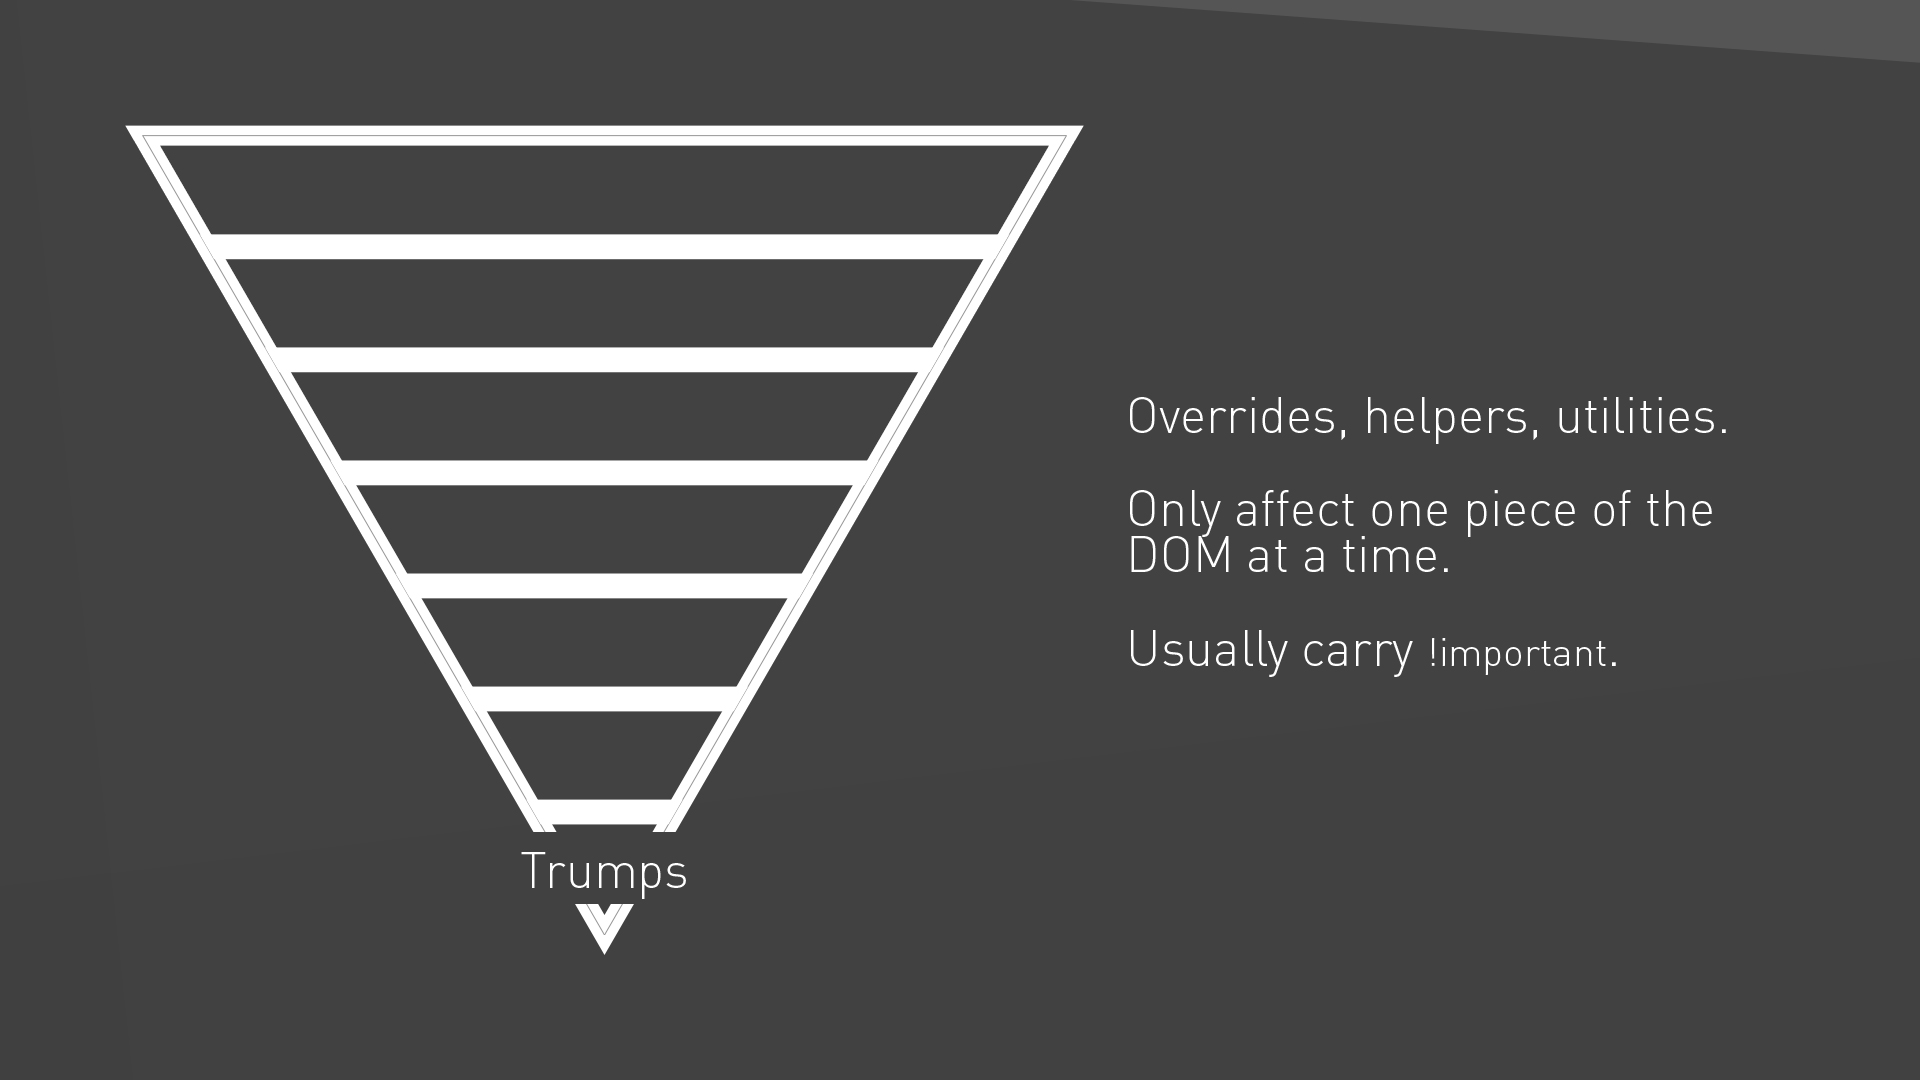 Overrides, helpers, utilities.
Only affect one piece of the
DOM at a time.
Usually carry !important.
Trumps